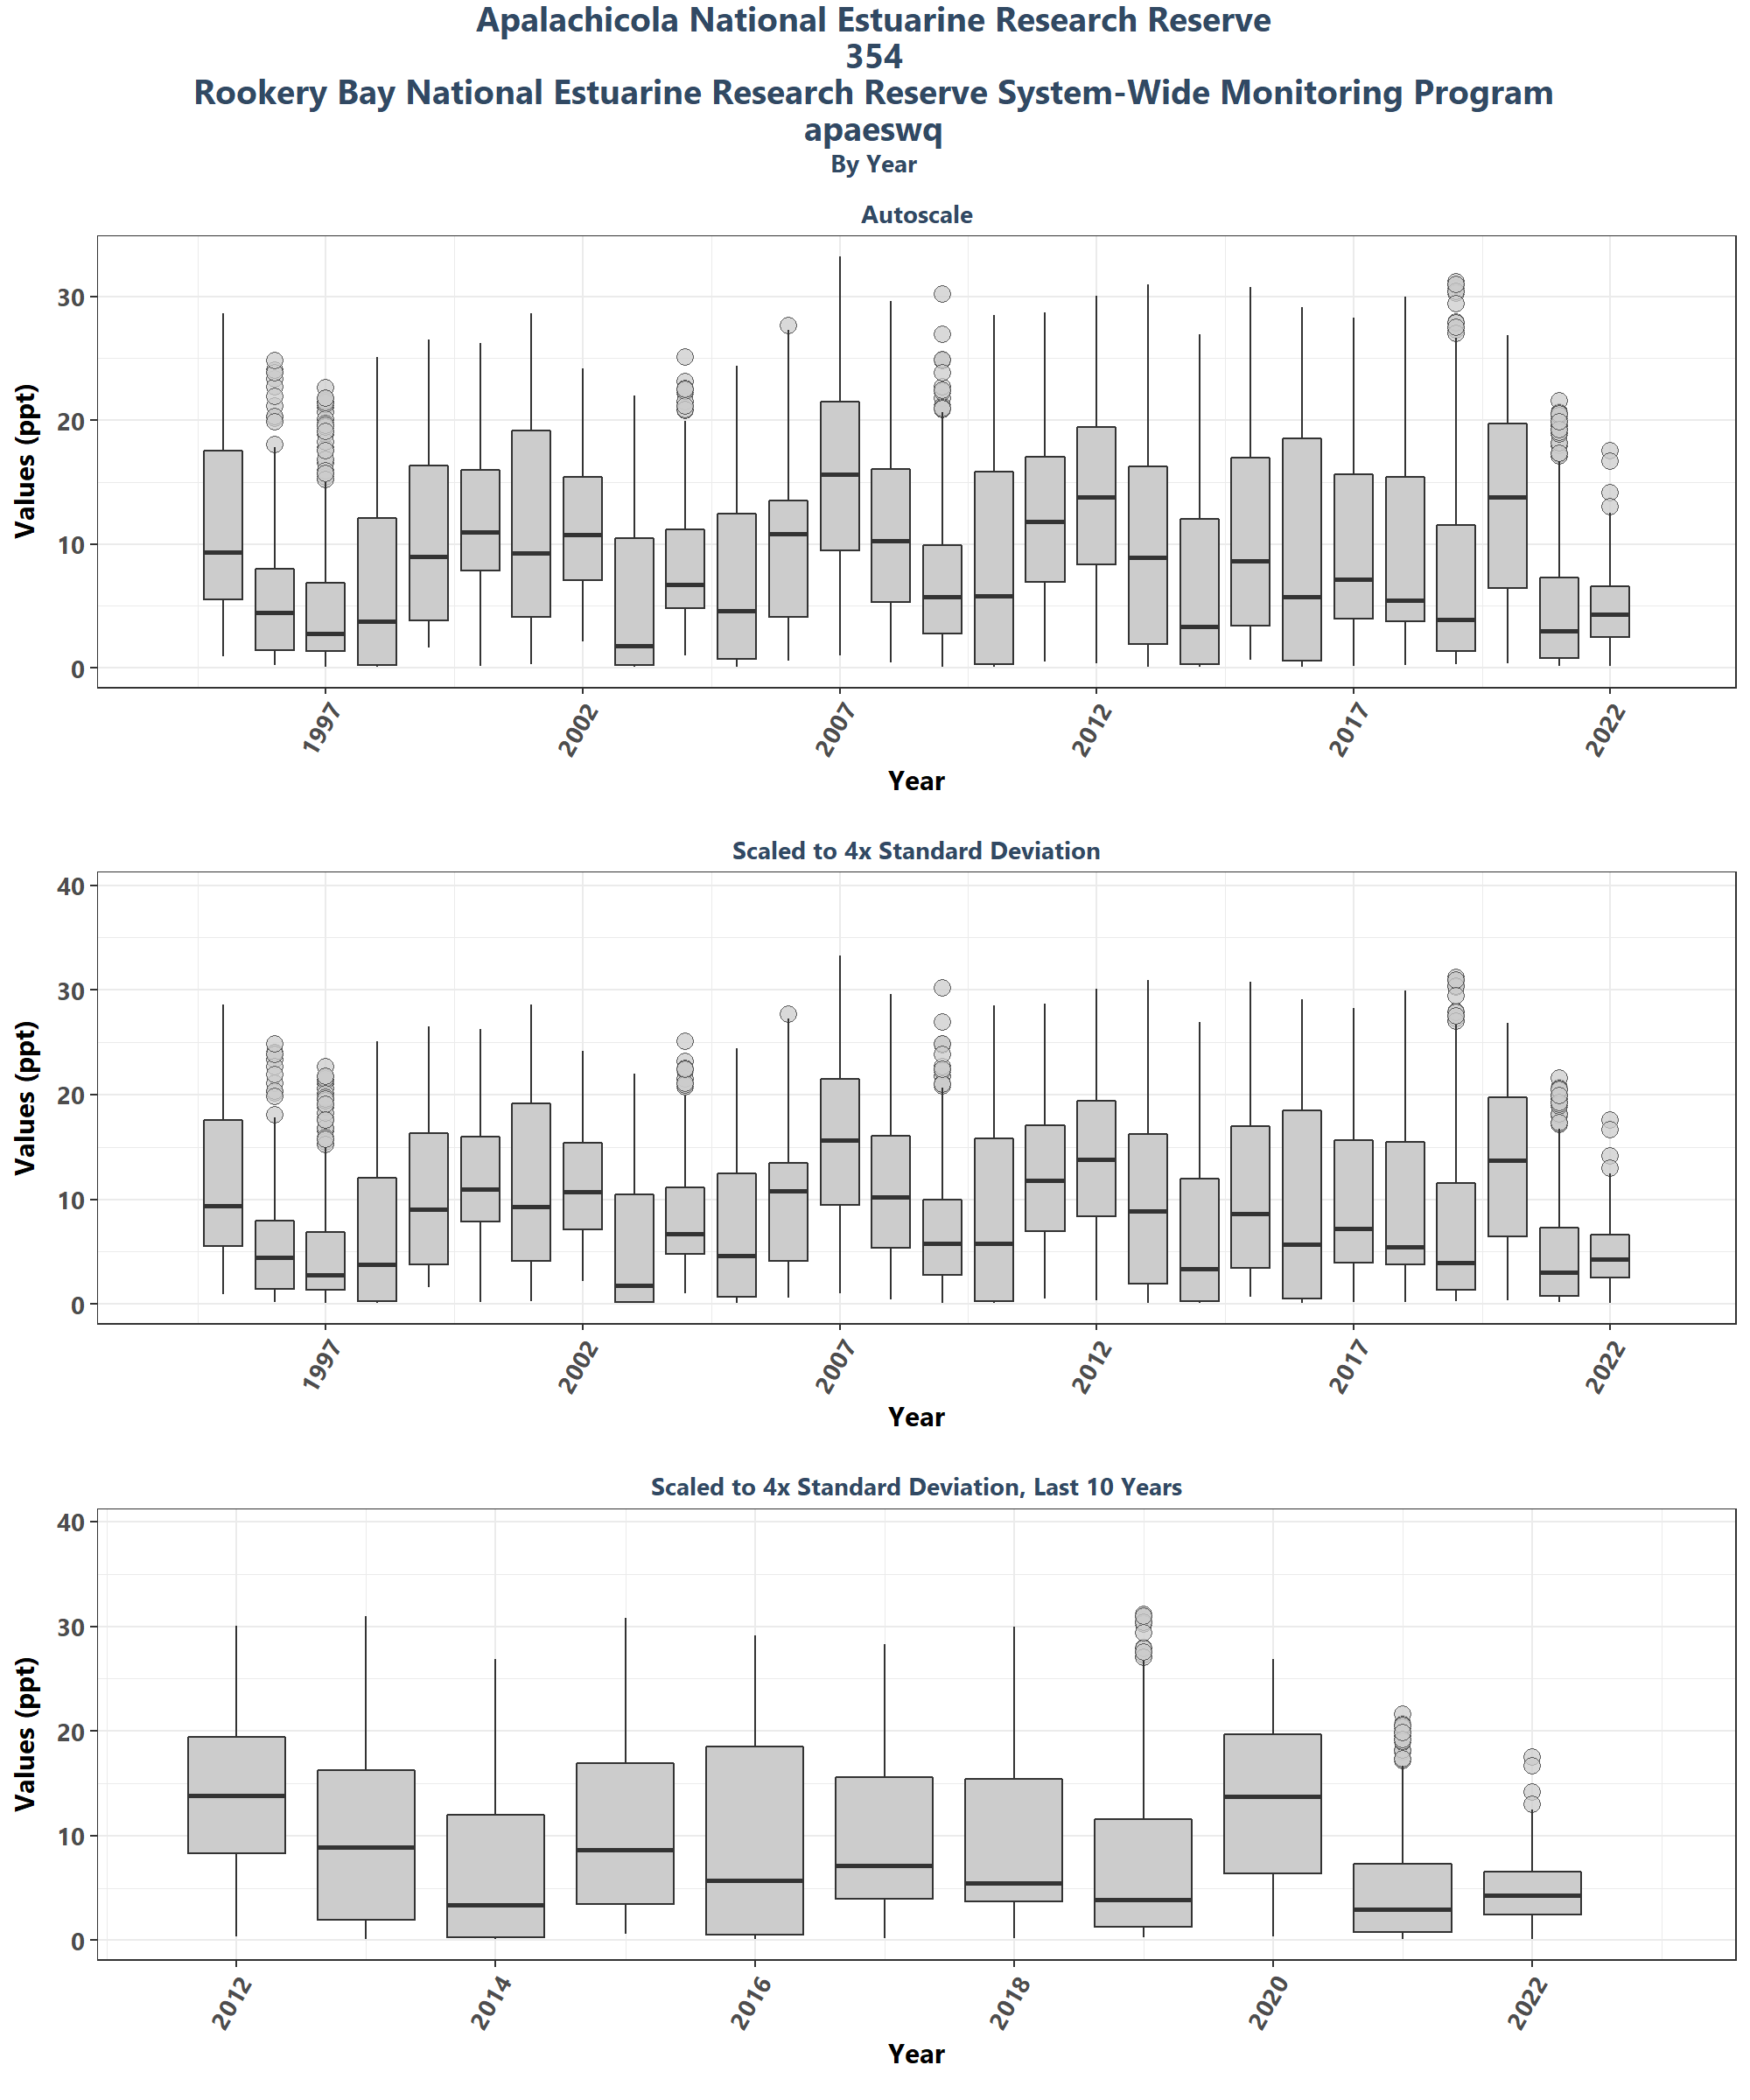 Apalachicola National Estuarine Research Reserve
354
Rookery Bay National Estuarine Research Reserve System-Wide Monitoring Program
apaeswq
By Year
Autoscale
Values (ppt)
30
20
10
0
1997 2002 2007 2012 2017 2022
Year
Scaled to 4x Standard Deviation
Values (ppt)
40
30
20
10
0
1997 2002 2007 2012 2017 2022
Year
Scaled to 4x Standard Deviation, Last 10 Years
Values (ppt)
40
30
20
10
0
2012 2014 2016 2018 2020 2022
Year